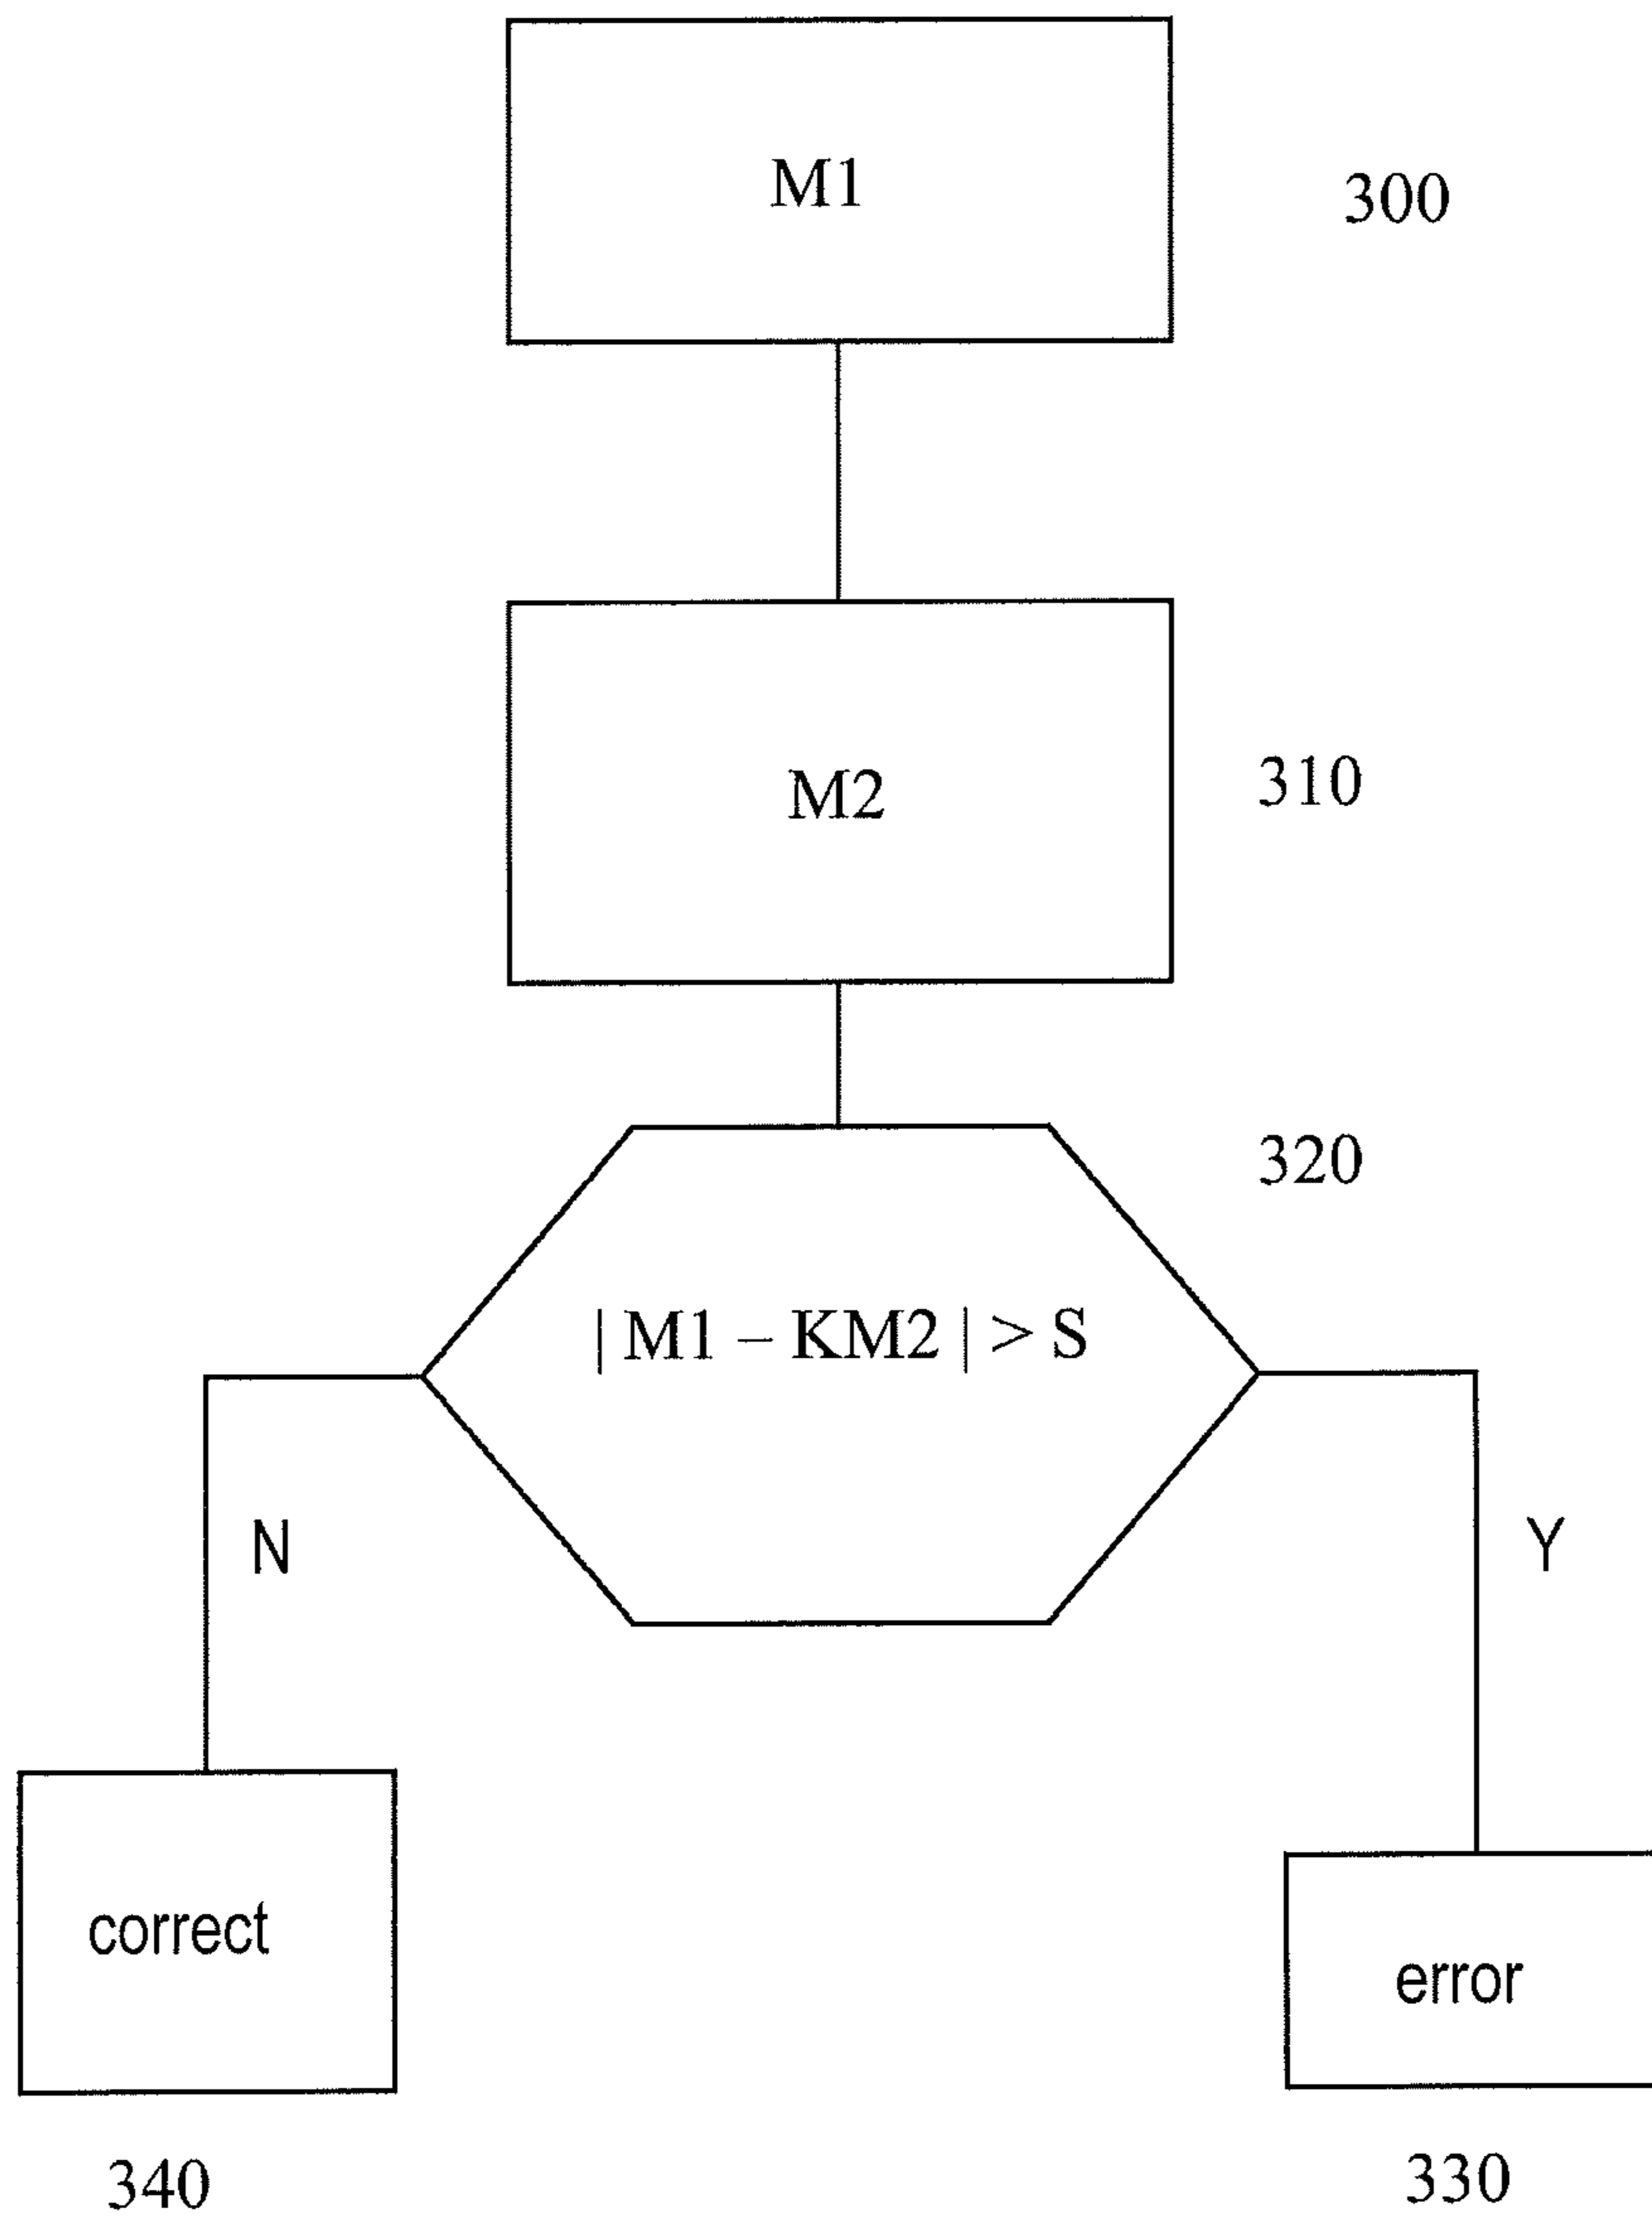 M1
300
M2
310
320
| M1 – KM2 | > S
N
Y
correct
error
340
330